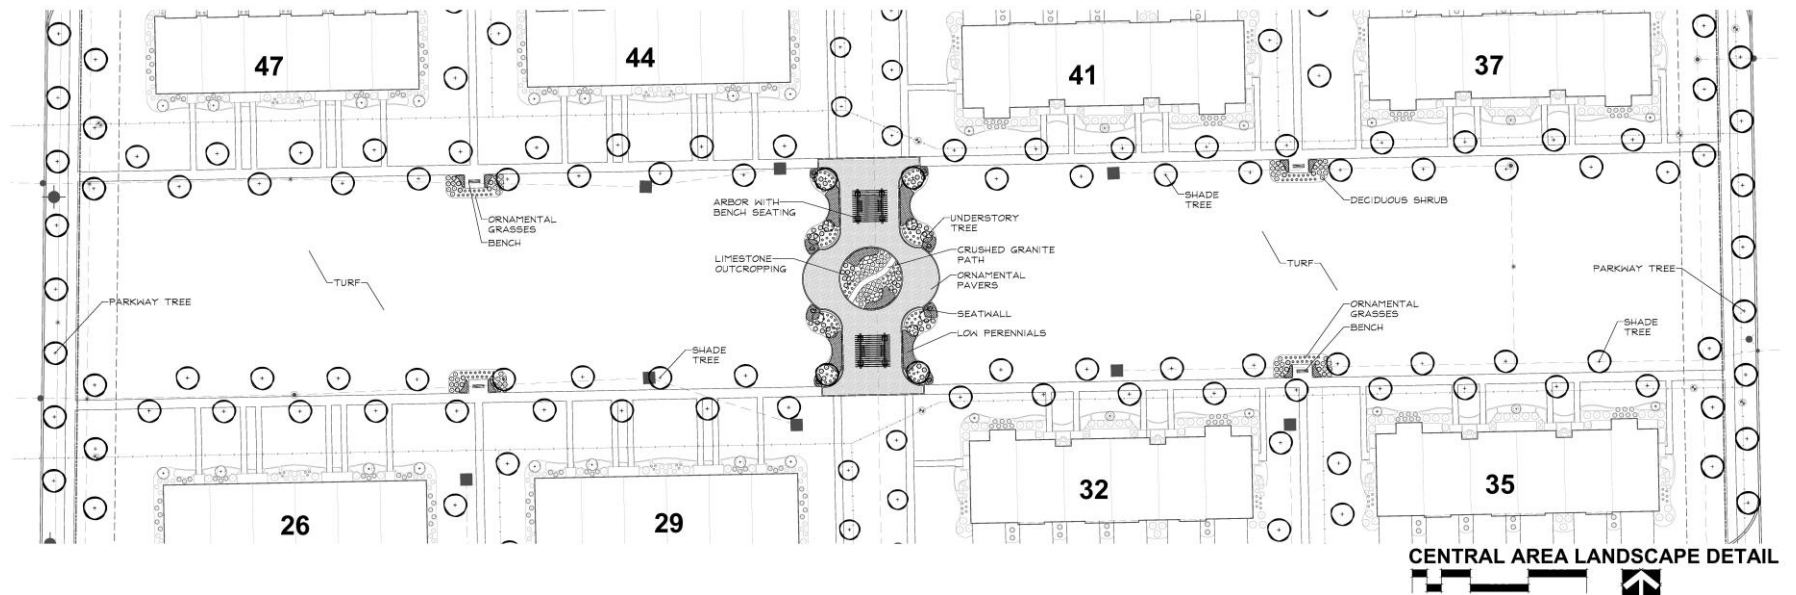 47
44
41
37
ORNAMENTAL
GRASSES
BENCH
ARBOR WITH
BENCH SEATING
UNDERSTORY
TREE
SHADE
TREE
DECIDUOUS SHRUB
LIMESTONE
OUTCROPPING
CRUSHED GRANITE
PATH
ORNAMENTAL
PAVERS
TURF
TURF
PARKWAY TREE
PARKWAY TREE
SEATWALL
LOW PERENNIALS
ORNAMENTAL
GRASSES
BENCH
SHADE
TREE
SHADE
TREE
26
29
32
35
CENTRAL AREA LANDSCAPE DETAIL